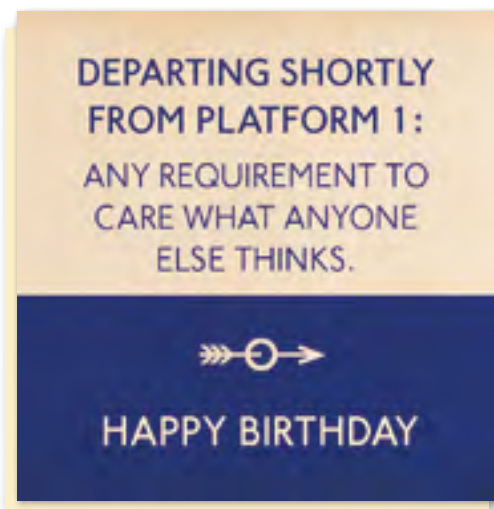 DEPARTING SHORTLY
FROM PLATFORM 1:
ANY REQUIREMENT TO
CARE WHAT ANYONE
ELSE THINKS.
HAPPY BIRTHDAY